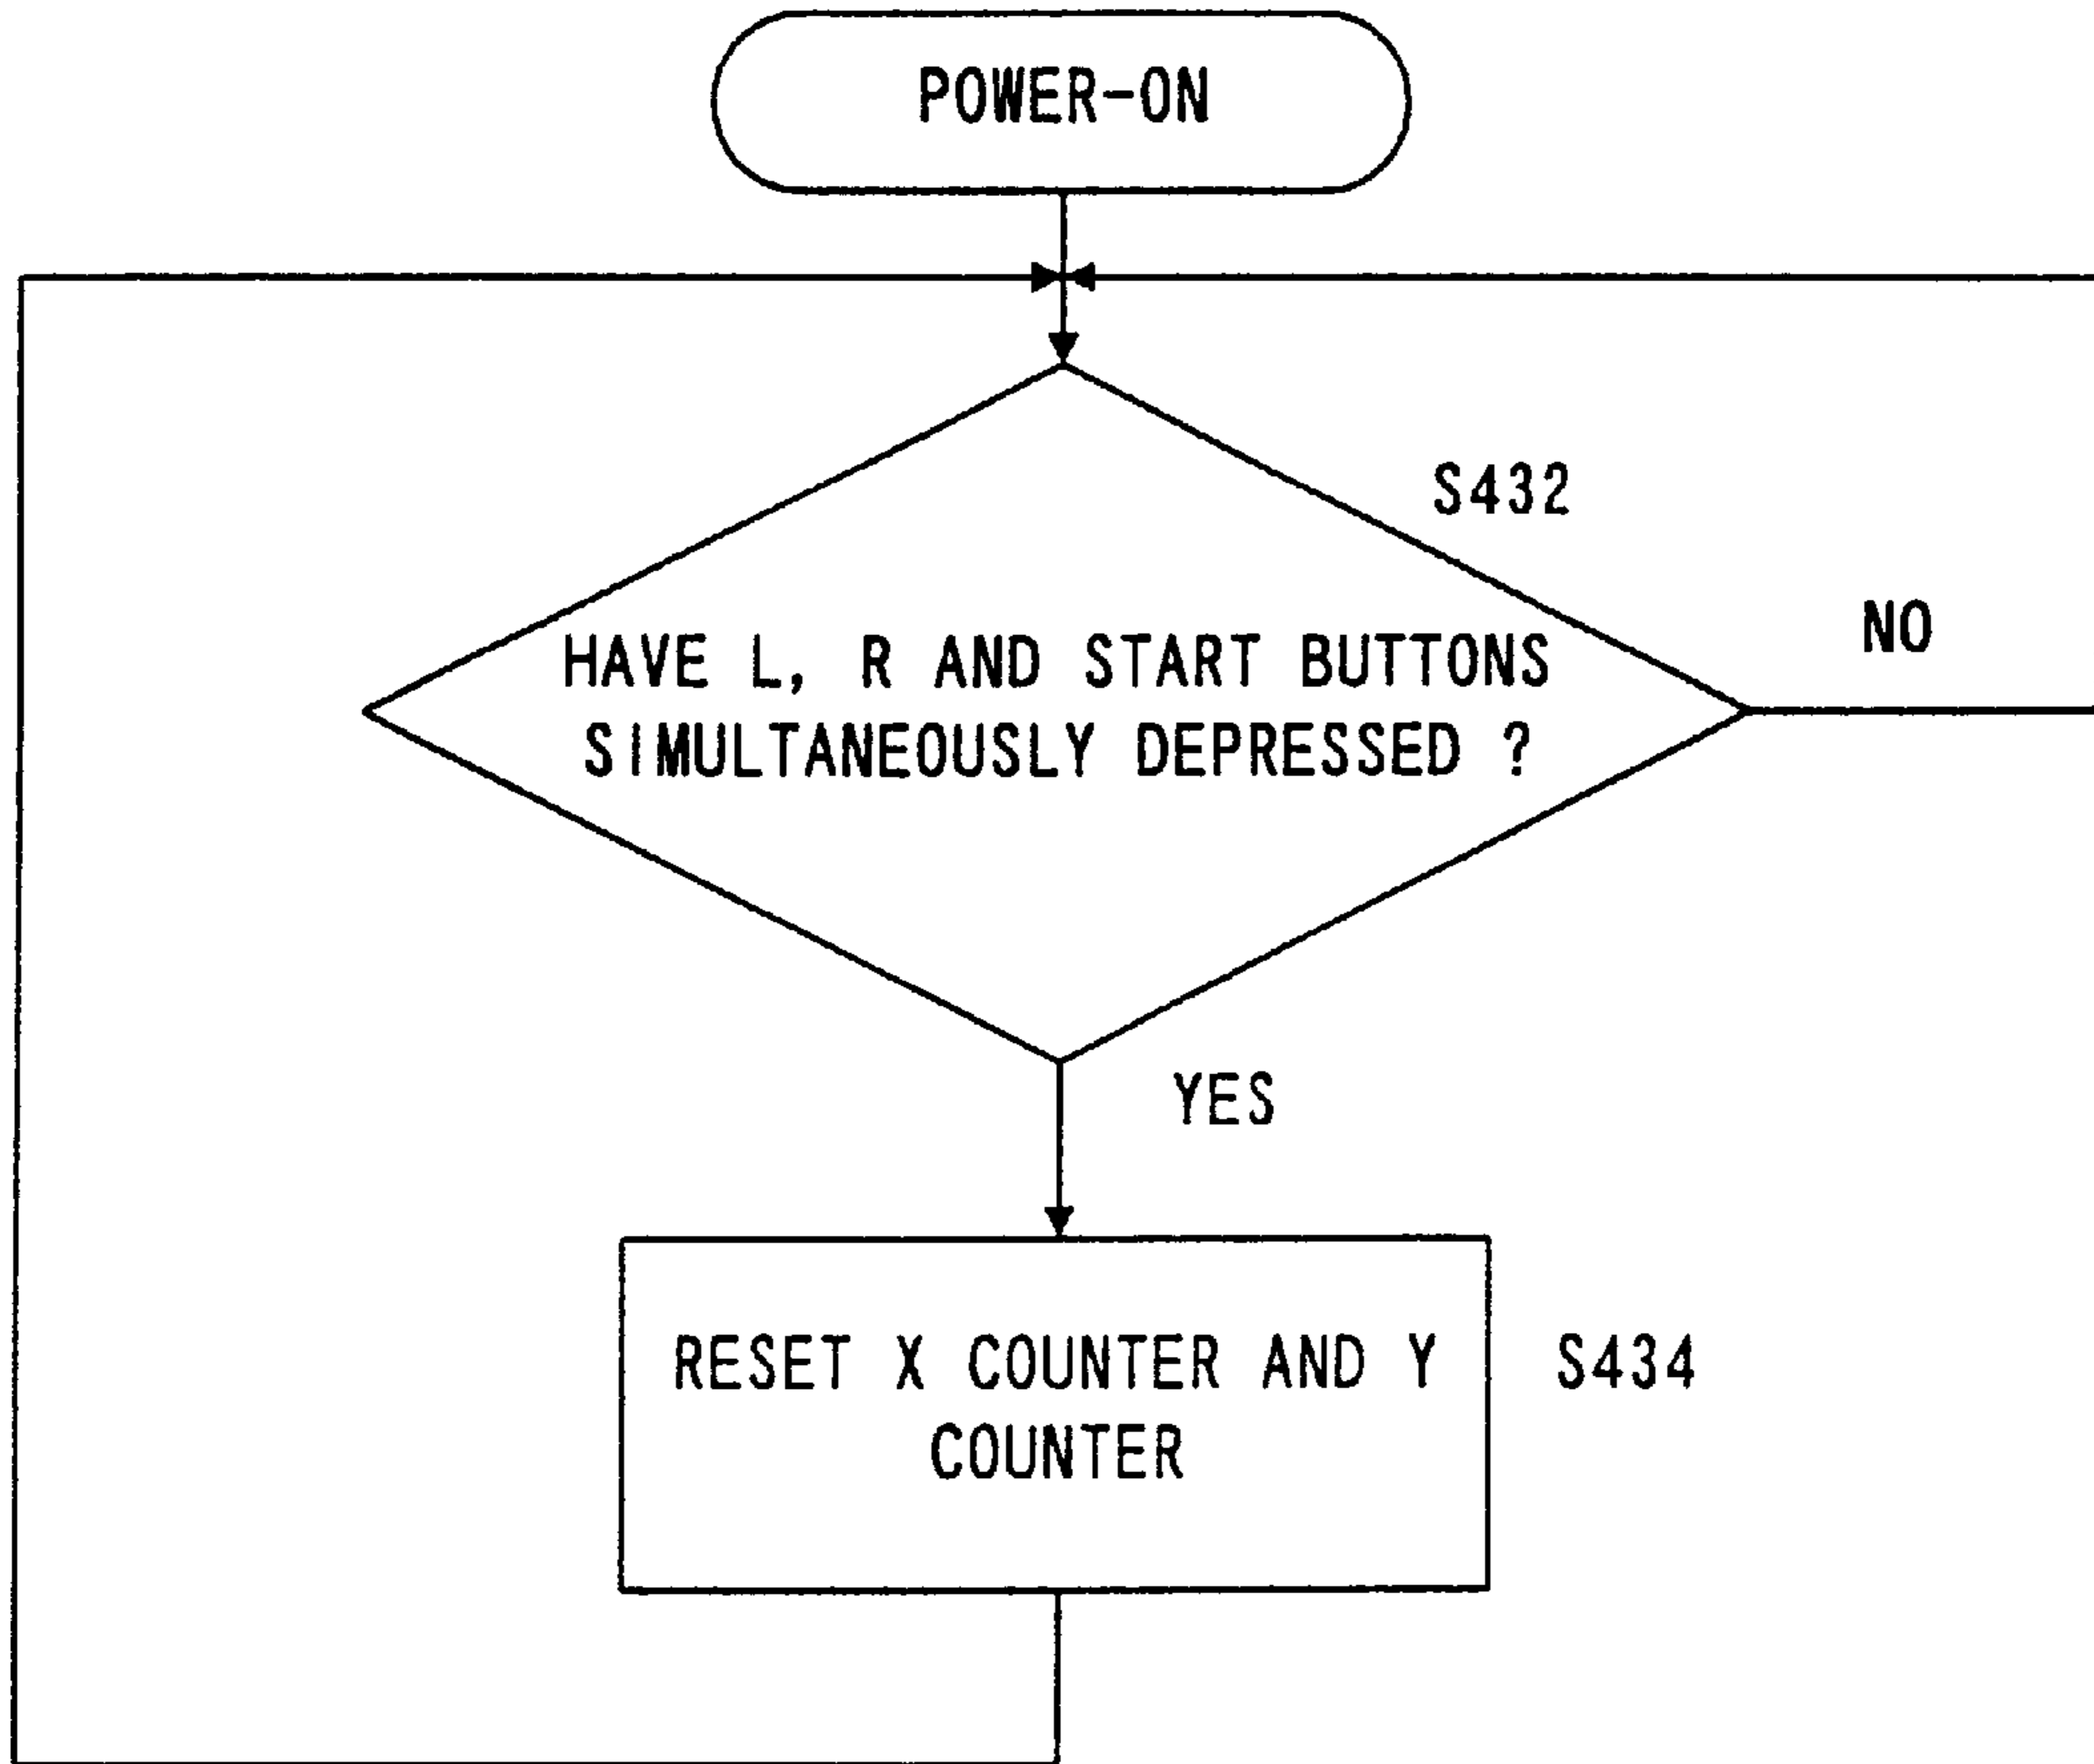 POWER-ON
S432
HAVE L, R AND START BUTTONS
SIMULTANEOUSLY DEPRESSED ?
NO
YES
RESET X COUNTER AND Y
COUNTER
S434